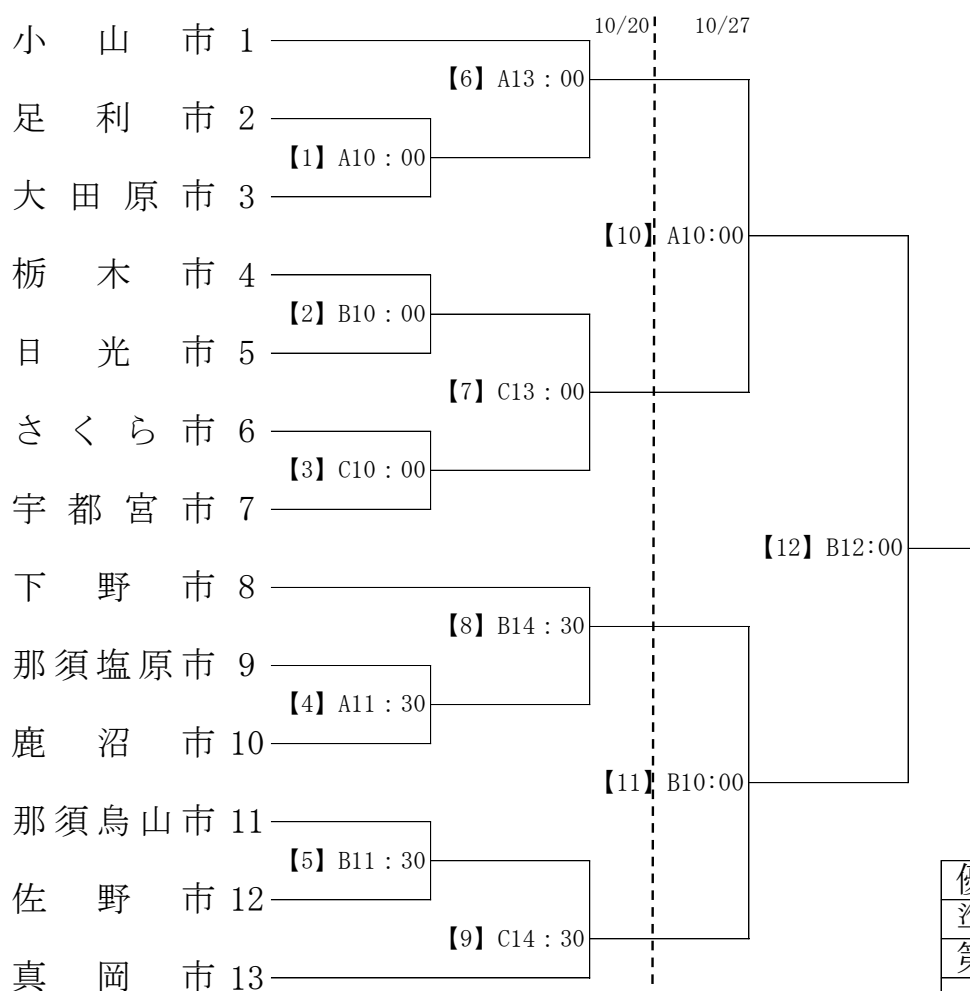 10/20 10/27
小山市 1
【6】A13：00
足利市 2
【1】A10：00
大田原市 3
【10】A10:00
栃木市 4
【2】B10：00
日光市 5
【7】C13：00
さくら市 6
【3】C10：00
宇都宮市 7
【12】B12:00
下野市 8
【8】B14：30
那須塩原市 9
【4】A11：30
鹿沼市 10
【11】B10:00
那須烏山市 11
【5】B11：30
佐野市 12
【9】C14：30
真岡市 13